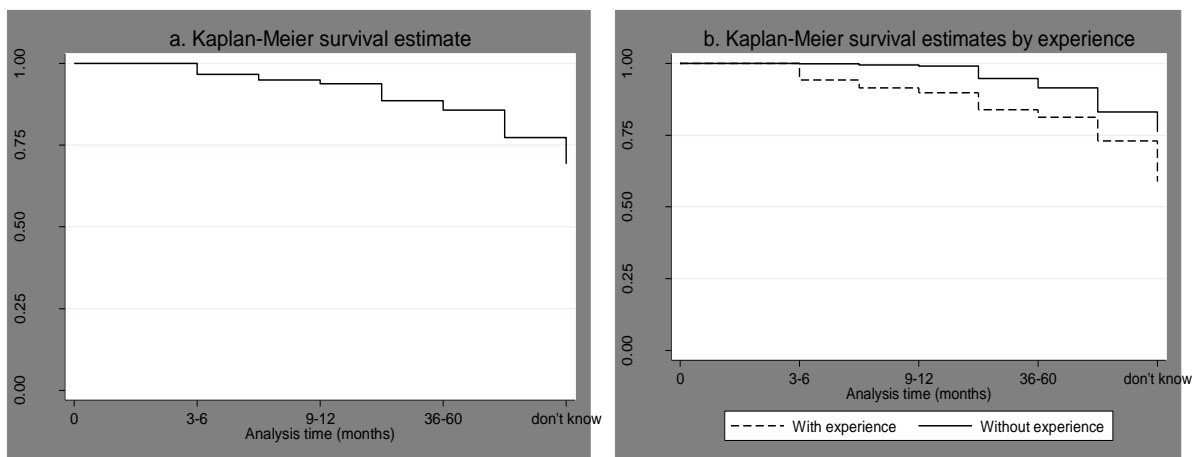 a. Kaplan-Meier survival estimate
1.00
0.75
0.50
0.25
0.00
0 3-6 9-12 36-60 don't know
Analysis time (months)
b. Kaplan-Meier survival estimates by experience
1.00
0.75
0.50
0.25
0.00
0 3-6 9-12 36-60 don't know
Analysis time (months)
With experience Without experience